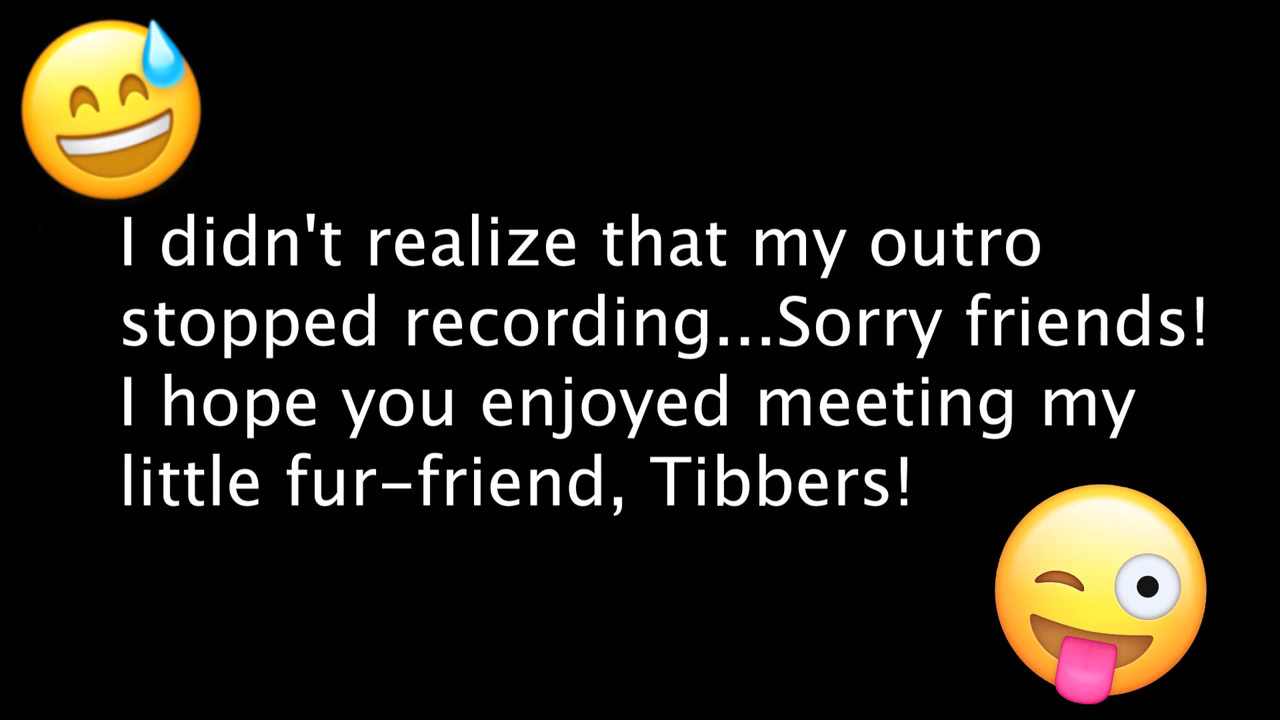 I didn't realize that my outro
stopped recording...Sorry friends!
I hope you enjoyed meeting my
little fur-friend, Tibbers!